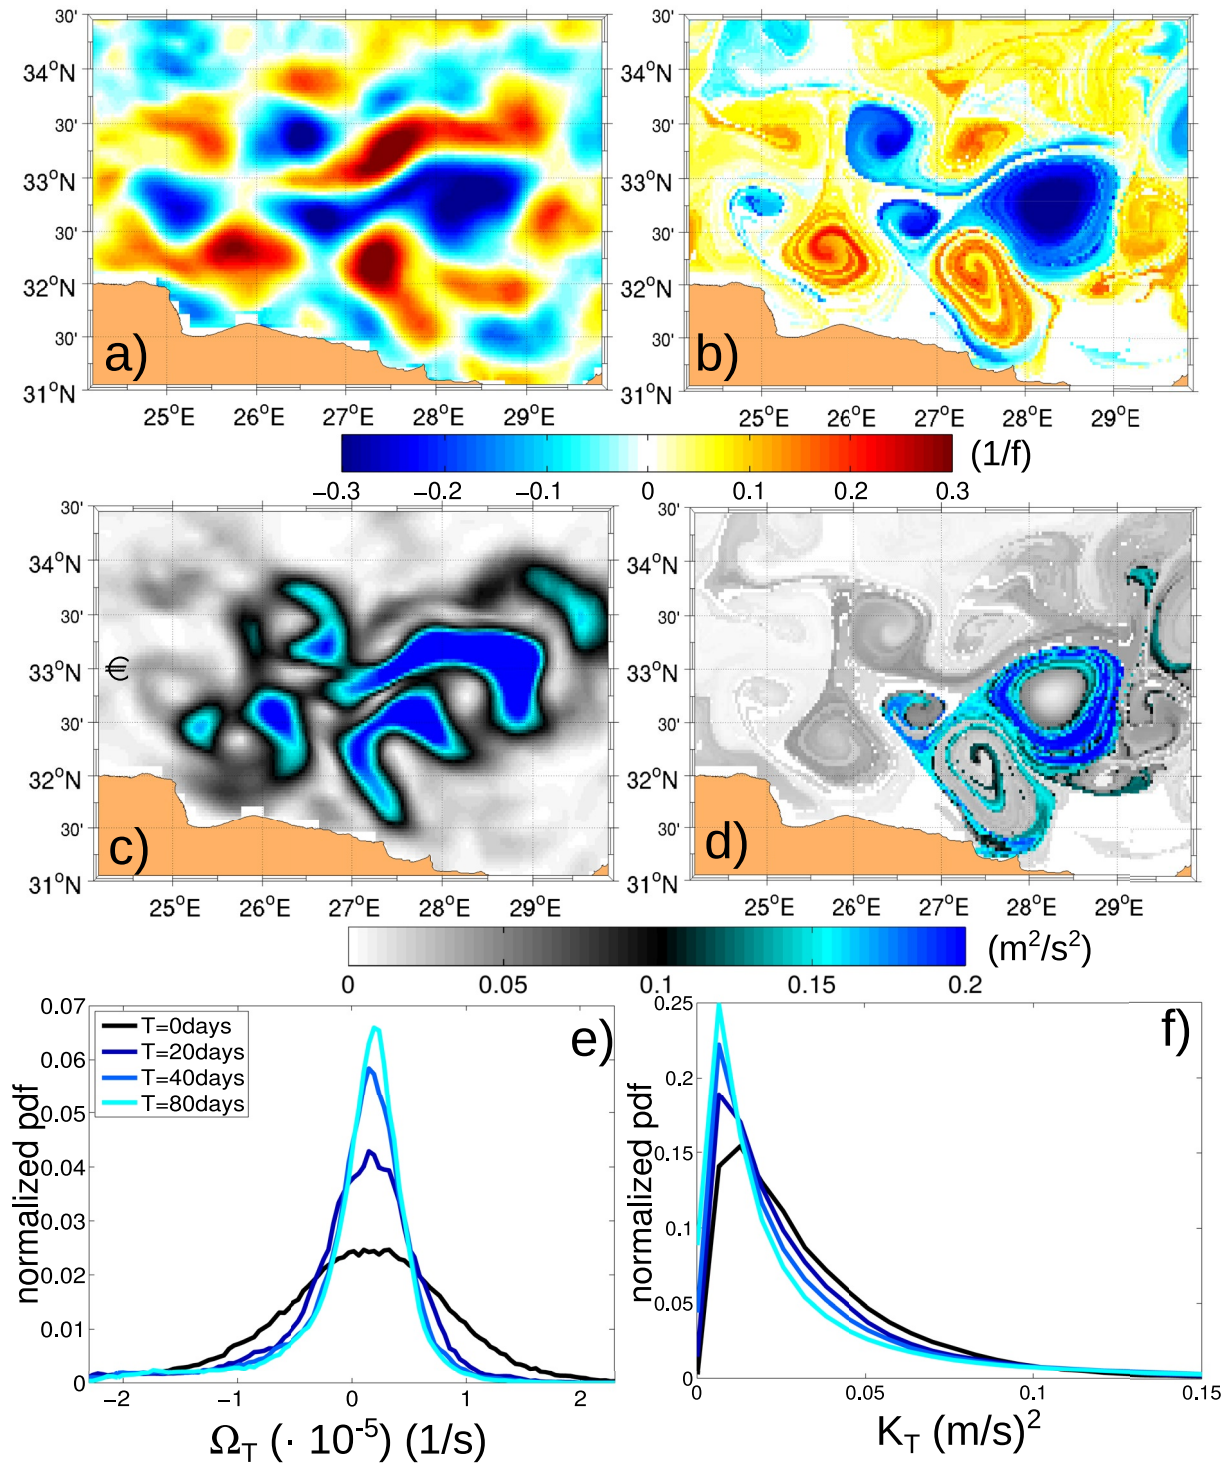 30'
34°N
30'
33°N
30'
32°N
30'
31°N
25°E 26°E 27°E 28°E 29°E
a)
30'
34°N
30'
33°N
30'
32°N
30'
31°N
25°E 26°E 27°E 28°E 29°E
b)
−0.3 −0.2 −0.1 0 0.1 0.2 0.3
(1/f)
30'
34°N
30'
33°N
30'
32°N
30'
31°N
25°E 26°E 27°E 28°E 29°E
€
c)
30'
34°N
30'
33°N
30'
32°N
30'
31°N
25°E 26°E 27°E 28°E 29°E
d)
0 0.05 0.1 0.15 0.2
(m²/s²)
normalized pdf
0.07
0.06
0.05
0.04
0.03
0.02
0.01
0
T=0days
T=20days
T=40days
T=80days
e)
−2 −1 0 1 2
Ω_T (· 10⁻⁵) (1/s)
normalized pdf
0.25
0.2
0.15
0.1
0.05
0
f)
0 0.05 0.1 0.15
K_T (m/s)²